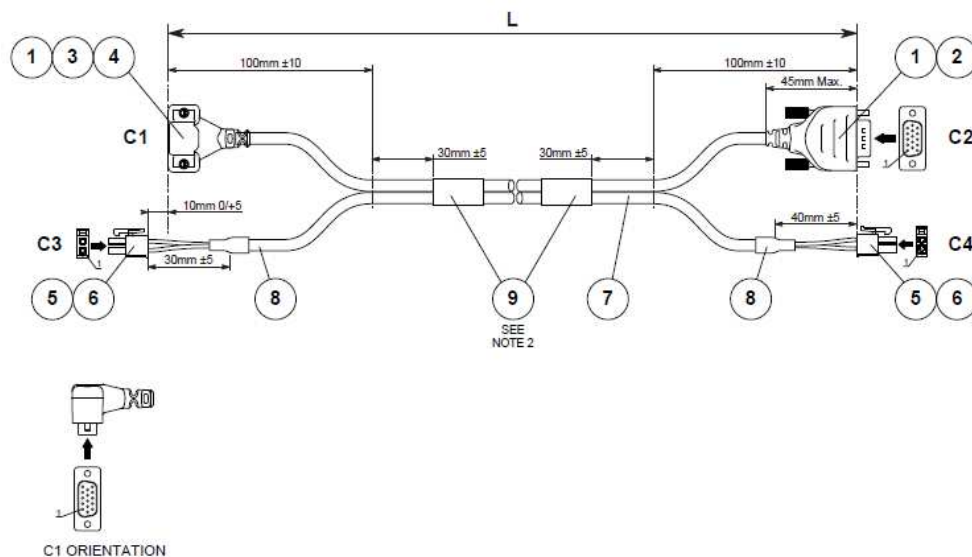 L
1 3 4
100mm ±10
100mm ±10
1 2
45mm Max.
C1
C2
1
30mm ±5
30mm ±5
10mm 0/+5
40mm ±5
C3
C4
1
1
30mm ±5
5 6
8
9
7
8
5 6
SEE
NOTE 2
1
C1 ORIENTATION